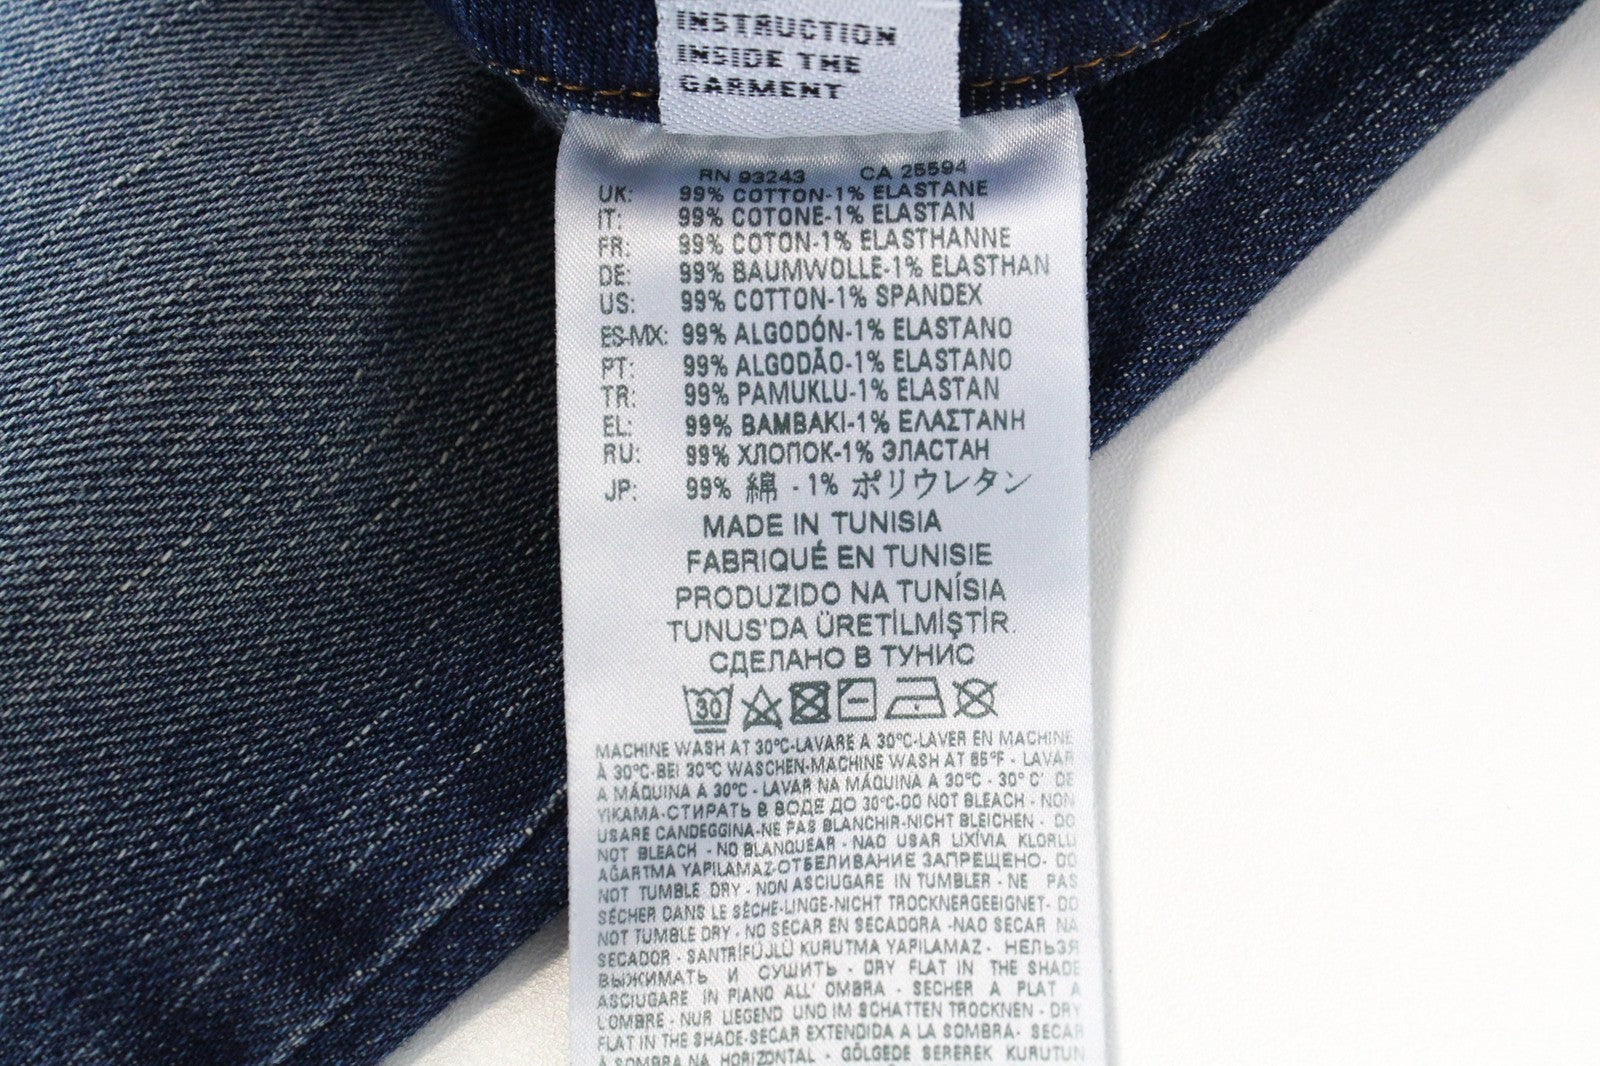 INSTRUCTION
INSIDE THE
GARMENT
RN 93243 CA 25594
UK: 99% COTTON-1% ELASTANE
IT: 99% COTONE-1% ELASTAN
FR: 99% COTON-1% ELASTHANNE
DE: 99% BAUMWOLLE-1% ELASTHAN
US: 99% COTTON-1% SPANDEX
ES-MX: 99% ALGODÓN-1% ELASTANO
PT: 99% ALGODÃO-1% ELASTANO
TR: 99% PAMUKLU-1% ELASTAN
EL: 99% BAMBAKI-1% ΕΛΑΣΤΑΝΗ
RU: 99% ХЛОПОК-1% ЭЛАСТАН
JP: 99% 綿 - 1% ポリウレタン
MADE IN TUNISIA
FABRIQUÉ EN TUNISIE
PRODUZIDO NA TUNÍSIA
TUNUS'DA ÜRETİLMİŞTİR.
СДЕЛАНО В ТУНИС
30
MACHINE WASH AT 30°C-LAVARE A 30°C-LAVER EN MACHINE
À 30°C-BEI 30°C WASCHEN-MACHINE WASH AT 85°F - LAVAR
A MÁQUINA A 30°C - LAVAR NA MÁQUINA A 30°C - 30° C' DE
YIKAMA-СТИРАТЬ В ВОДЕ ДО 30°C-DO NOT BLEACH - NON
USARE CANDEGGINA-NE PAS BLANCHIR-NICHT BLEICHEN - DO
NOT BLEACH - NO BLANQUEAR - NAO USAR LIXÍVIA KLORLU
AĞARTMA YAPILAMAZ-ОТБЕЛИВАНИЕ ЗАПРЕЩЕНО- DO
NOT TUMBLE DRY - NON ASCIUGARE IN TUMBLER - NE PAS
SÉCHER DANS LE SÈCHE-LINGE-NICHT TROCKNERGEEIGNET- DO
NOT TUMBLE DRY - NO SECAR EN SECADORA -NAO SECAR NA
SECADOR - SANTRİFÜJLÜ KURUTMA YAPILAMAZ - НЕЛЬЗЯ
ВЫЖИМАТЬ И СУШИТЬ - DRY FLAT IN THE SHADE
ASCIUGARE IN PIANO ALL' OMBRA - SECHER A PLAT A
L'OMBRE - NUR LIEGEND UND IM SCHATTEN TROCKNEN - DRY
FLAT IN THE SHADE-SECAR EXTENDIDA A LA SOMBRA- SECAR
À SOMBRA NA HORIZONTAL - GÖLGEDE SEREREK KURUTUN